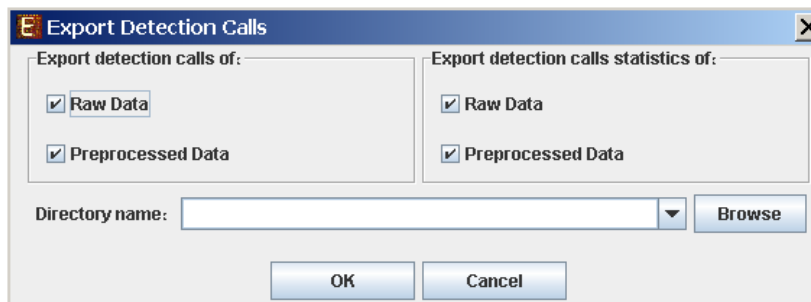 E Export Detection Calls
Export detection calls of:
Raw Data
Preprocessed Data
Export detection calls statistics of:
Raw Data
Preprocessed Data
Directory name:
Browse
OK
Cancel